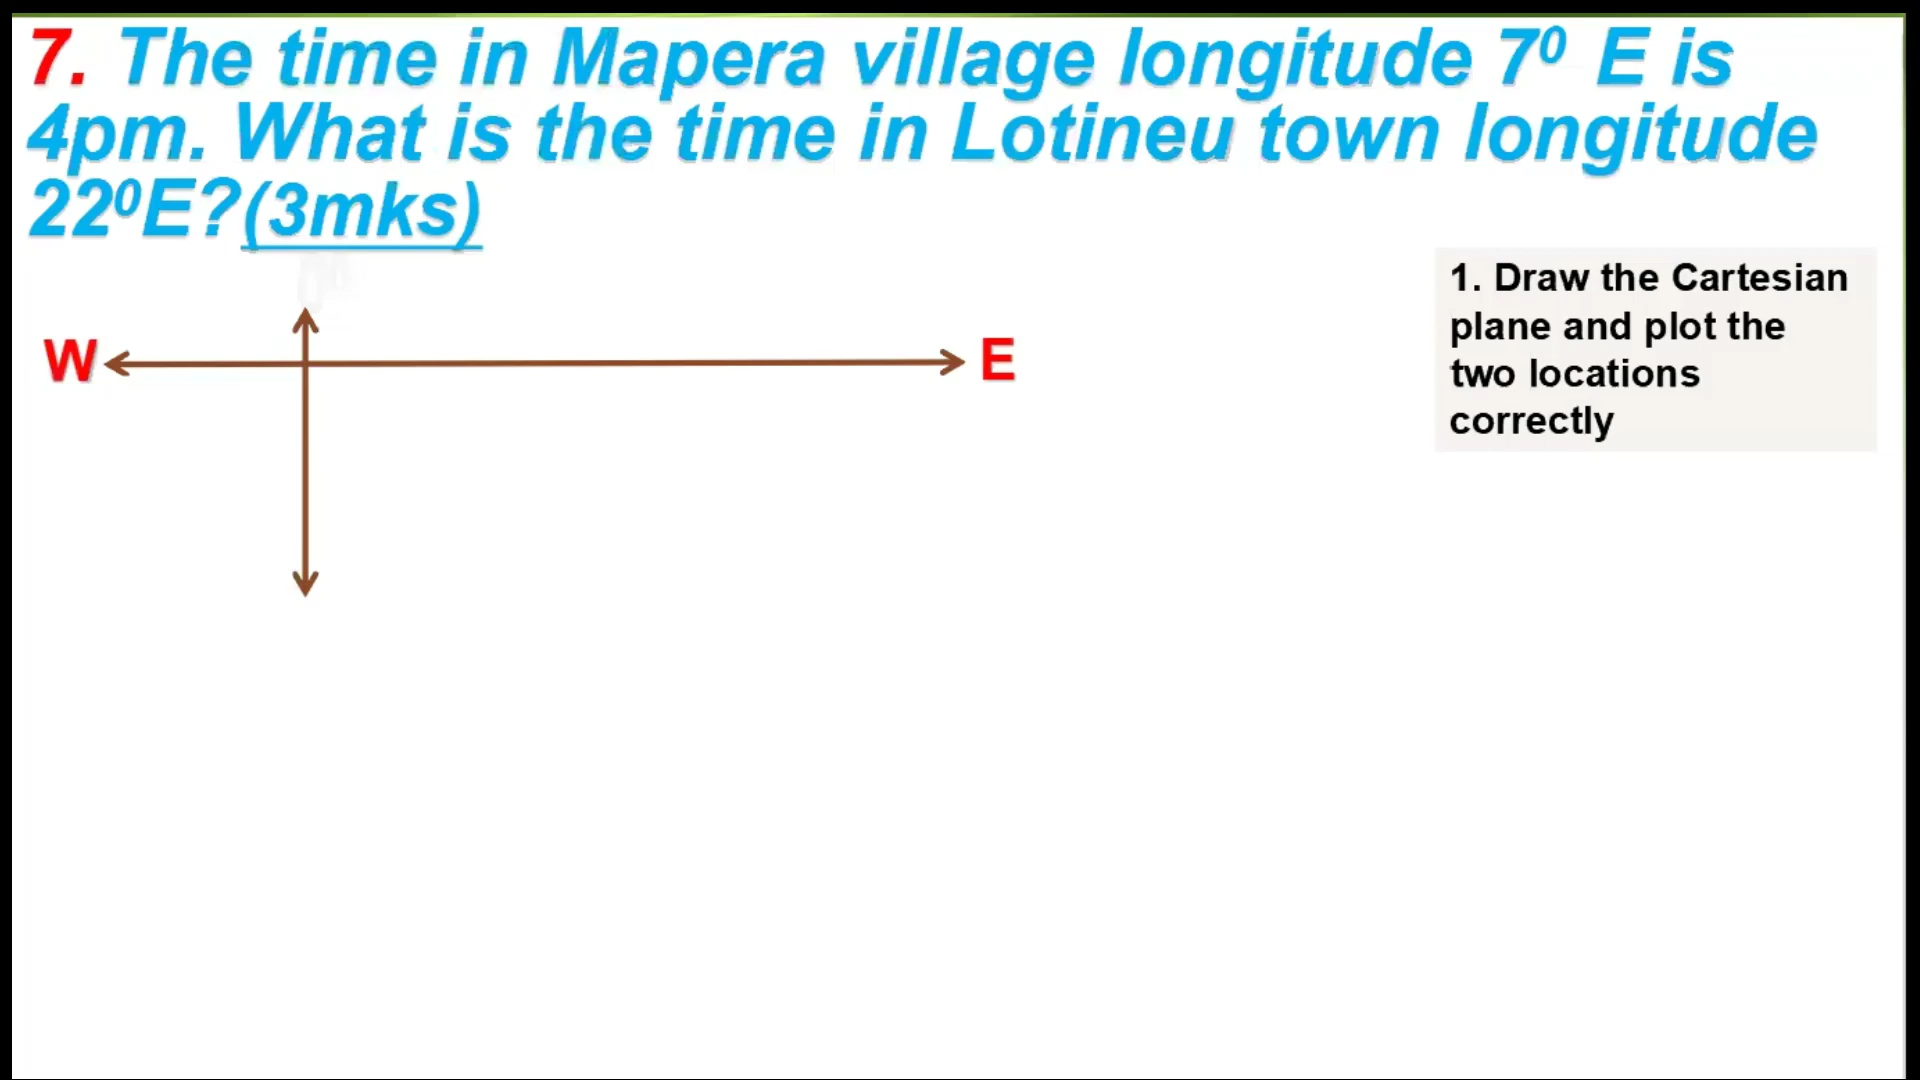 7. The time in Mapera village longitude 7⁰ E is
4pm. What is the time in Lotineu town longitude
22⁰E?(3mks)
W
E
1. Draw the Cartesian
plane and plot the
two locations
correctly